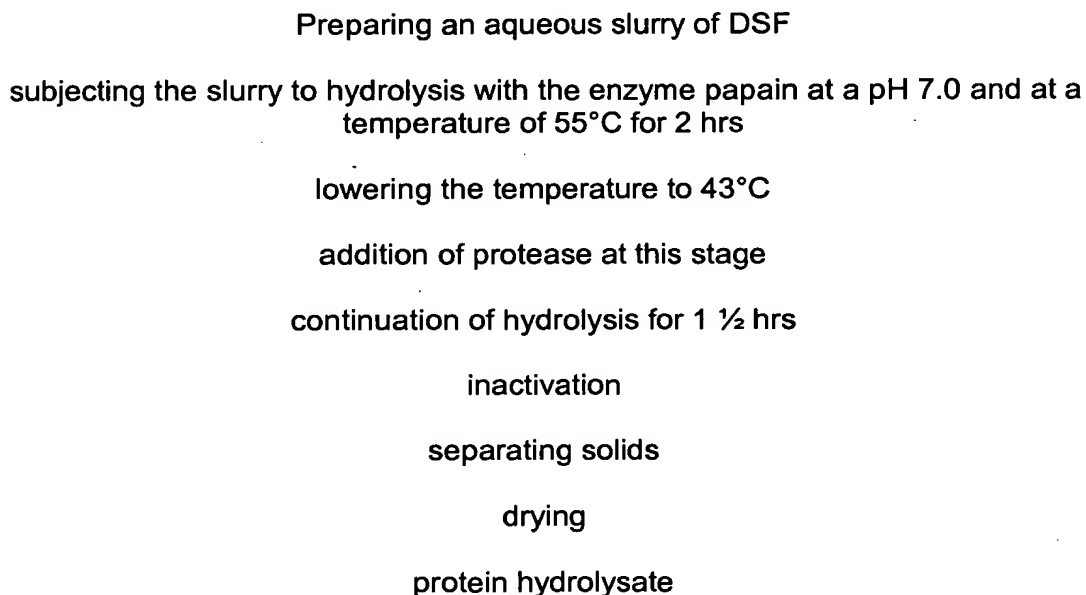 Preparing an aqueous slurry of DSF
subjecting the slurry to hydrolysis with the enzyme papain at a pH 7.0 and at a
temperature of 55°C for 2 hrs
lowering the temperature to 43°C
addition of protease at this stage
continuation of hydrolysis for 1 ½ hrs
inactivation
separating solids
drying
protein hydrolysate